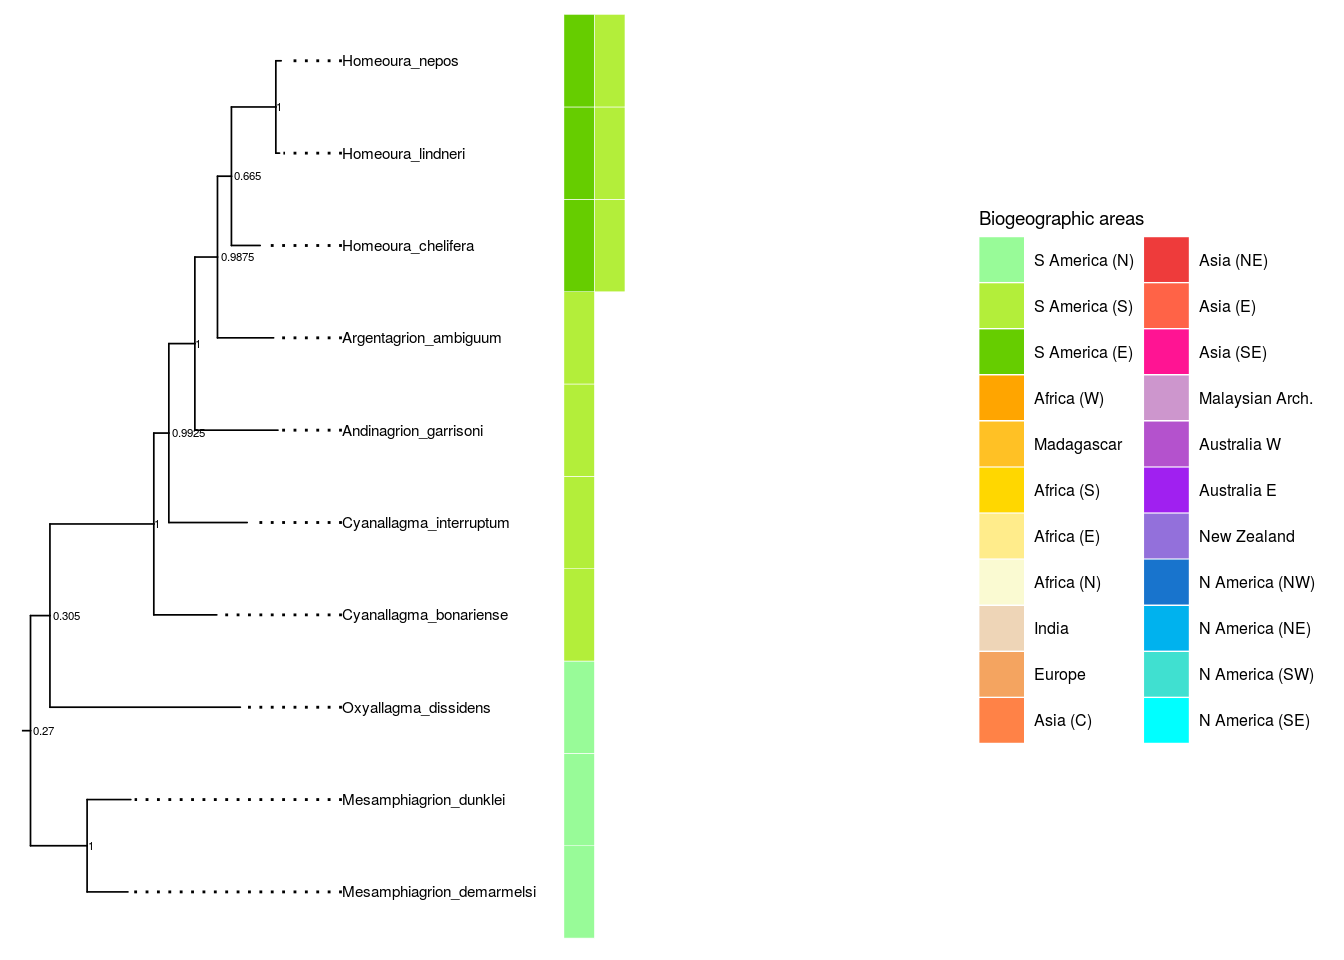 Homeoura_nepos
1
Homeoura_lindneri
0.665
Homeoura_chelifera
0.9875
Argentagrion_ambiguum
1
Andinagrion_garrisoni
0.9925
Cyanallagma_interruptum
1
Cyanallagma_bonariense
0.305
Oxyallagma_dissidens
0.27
Mesamphiagrion_dunklei
1
Mesamphiagrion_demarmelsi
Biogeographic areas
S America (N)
S America (S)
S America (E)
Africa (W)
Madagascar
Africa (S)
Africa (E)
Africa (N)
India
Europe
Asia (C)
Asia (NE)
Asia (E)
Asia (SE)
Malaysian Arch.
Australia W
Australia E
New Zealand
N America (NW)
N America (NE)
N America (SW)
N America (SE)